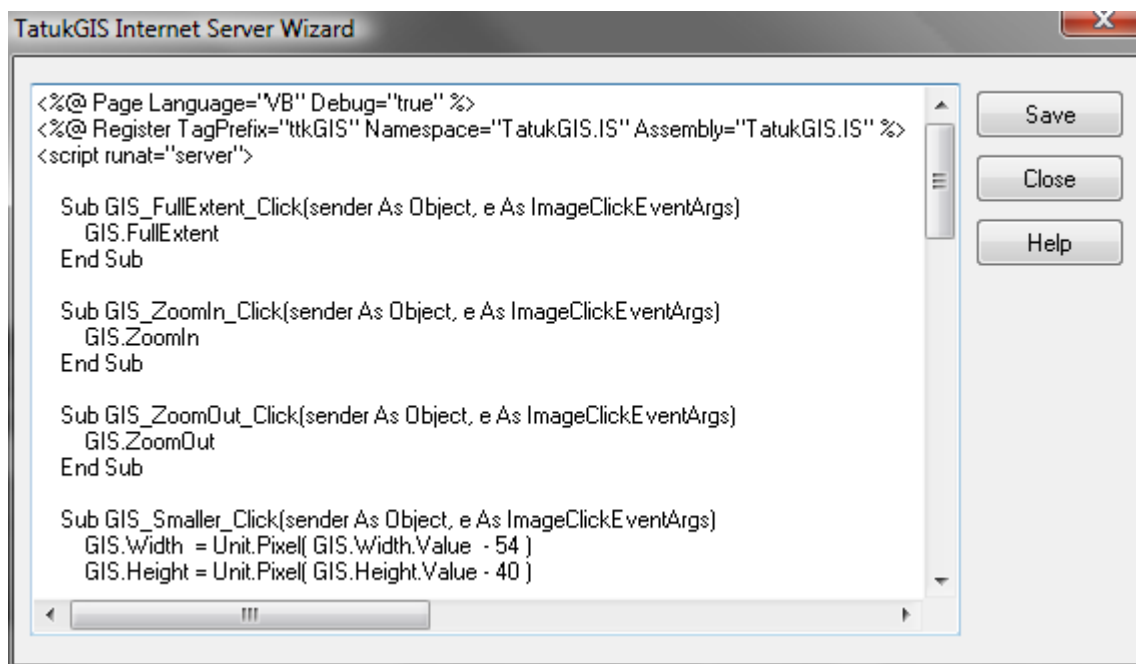 TatukGIS Internet Server Wizard
<%@ Page Language="VB" Debug="true" %>
<%@ Register TagPrefix="ttkGIS" Namespace="TatukGIS.IS" Assembly="TatukGIS.IS" %>
<script runat="server">
Sub GIS_FullExtent_Click(sender As Object, e As ImageClickEventArgs)
GIS.FullExtent
End Sub
Sub GIS_ZoomIn_Click(sender As Object, e As ImageClickEventArgs)
GIS.ZoomIn
End Sub
Sub GIS_ZoomOut_Click(sender As Object, e As ImageClickEventArgs)
GIS.ZoomOut
End Sub
Sub GIS_Smaller_Click(sender As Object, e As ImageClickEventArgs)
GIS.Width = Unit.Pixel( GIS.Width.Value - 54 )
GIS.Height = Unit.Pixel( GIS.Height.Value - 40 )
Save
Close
Help